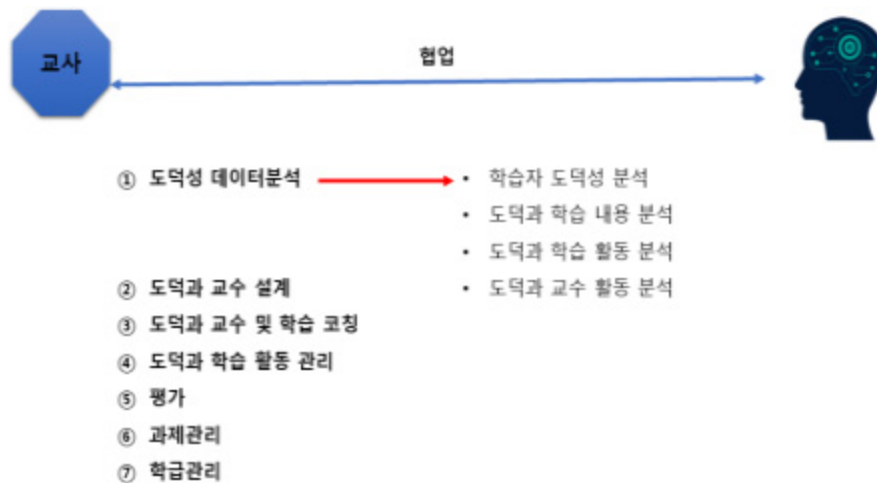 교사
협업
① 도덕성 데이터분석
• 학습자 도덕성 분석
• 도덕과 학습 내용 분석
• 도덕과 학습 활동 분석
• 도덕과 교수 활동 분석
② 도덕과 교수 설계
③ 도덕과 교수 및 학습 코칭
④ 도덕과 학습 활동 관리
⑤ 평가
⑥ 과제관리
⑦ 학급관리